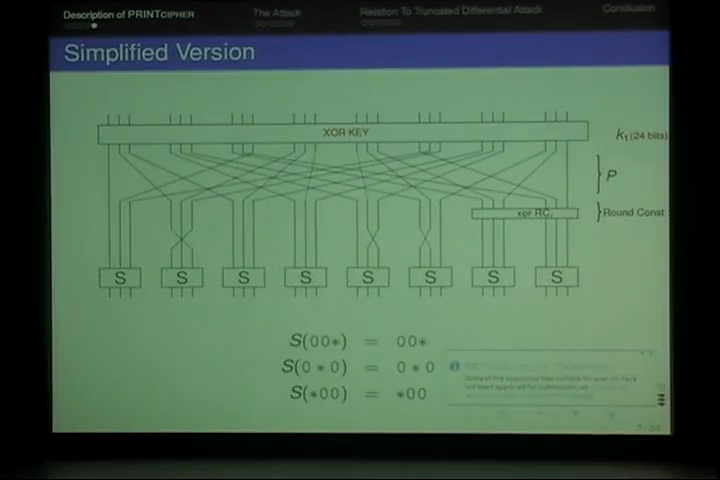 Description of PRINTCIPHER The Attack Relation To Truncated Differential Attack Conclusion
Simplified Version
XOR KEY
k₁ (24 bits)
P
xor RCᵢ
Round Const
S S S S S S S S
S(00*) = 00*
S(0*0) = 0*0
S(*00) = *00